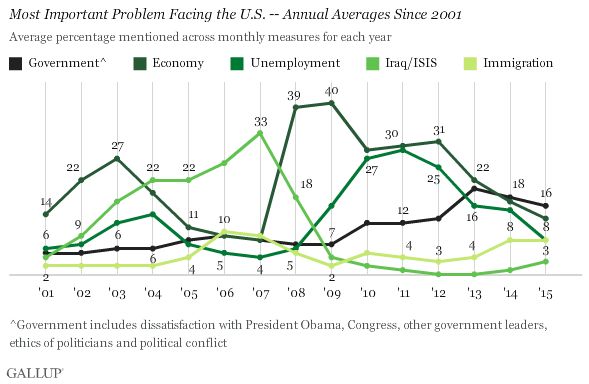 Most Important Problem Facing the U.S. -- Annual Averages Since 2001
Average percentage mentioned across monthly measures for each year
Government^ Economy Unemployment Iraq/ISIS Immigration
39 40
33
27 30 31
22 22 22 27 25 22
18 18
14 16 16
11 10 12
6 9 6 7 8 8
6 4 5 4 5 4 3 4 3
2 2
'01 '02 '03 '04 '05 '06 '07 '08 '09 '10 '11 '12 '13 '14 '15
^Government includes dissatisfaction with President Obama, Congress, other government leaders,
ethics of politicians and political conflict
GALLUP'